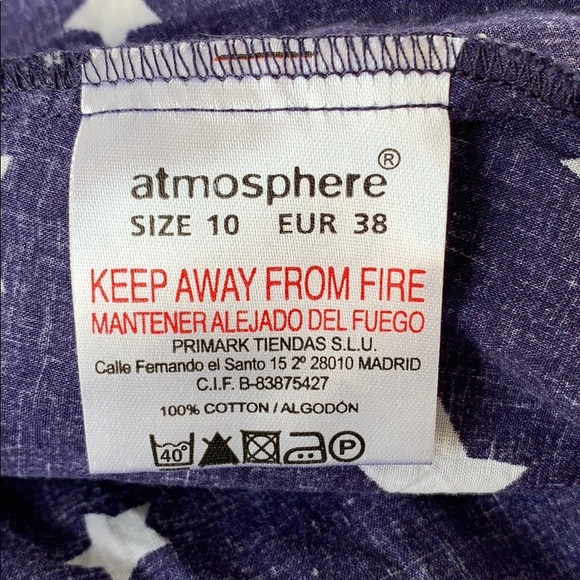 atmosphere®
SIZE 10 EUR 38
KEEP AWAY FROM FIRE
MANTENER ALEJADO DEL FUEGO
PRIMARK TIENDAS S.L.U.
Calle Fernando el Santo 15 2º 28010 MADRID
C.I.F. B-83875427
100% COTTON / ALGODÓN
40° P